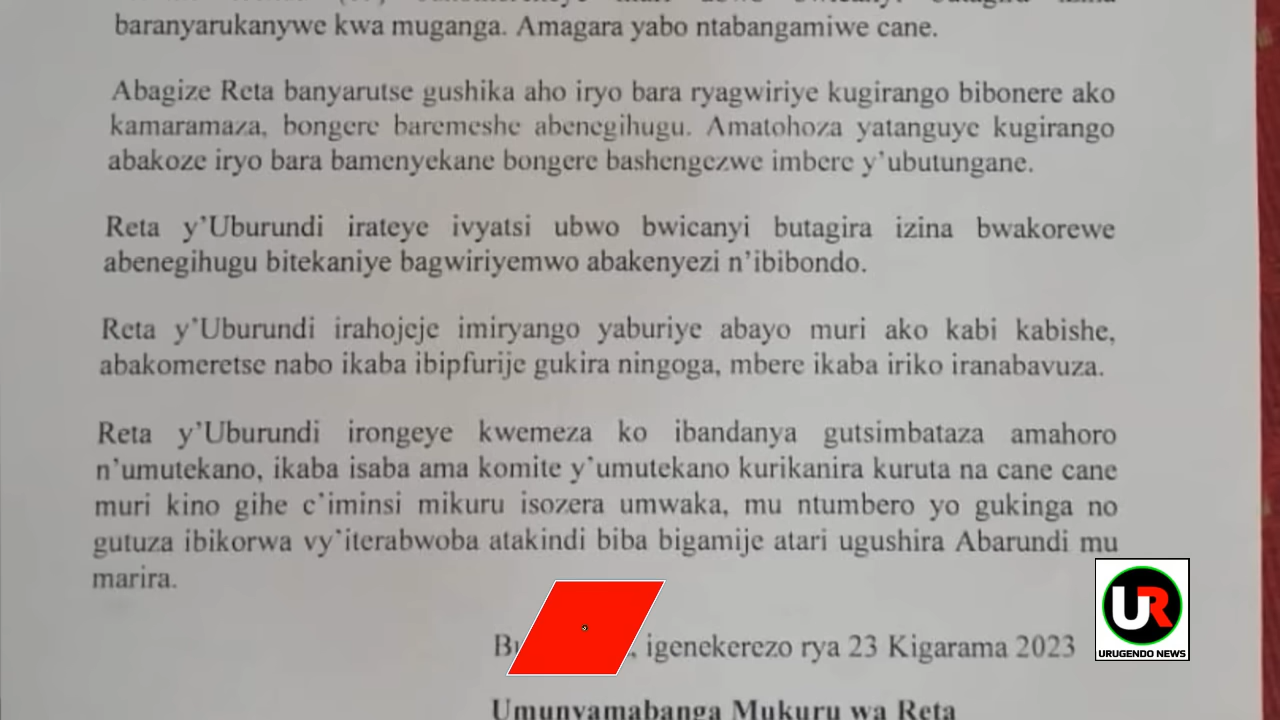 baranyarukanywe kwa muganga. Amagara yabo ntabangamiwe cane.
Abagize Reta banyarutse gushika aho iryo bara ryagwiriye kugirango bibonere ako
kamaramaza, bongere baremeshe abenegihugu. Amatohoza yatanguye kugirango
abakoze iryo bara bamenyekane bongere bashengezwe imbere y’ubutungane.
Reta y’Uburundi irateye ivyatsi ubwo bwicanyi butagira izina bwakorewe
abenegihugu bitekaniye bagwiriyemwo abakenyezi n’ibibondo.
Reta y’Uburundi irahojeje imiryango yaburiye abayo muri ako kabi kabishe,
abakomeretse nabo ikaba ibipfurije gukira ningoga, mbere ikaba iriko iranabavuza.
Reta y’Uburundi irongeye kwemeza ko ibandanya gutsimbataza amahoro
n’umutekano, ikaba isaba ama komite y’umutekano kurikanira kuruta na cane cane
muri kino gihe c’iminsi mikuru isozera umwaka, mu ntumbero yo gukinga no
gutuza ibikorwa vy’iterabwoba atakindi biba bigamije atari ugushira Abarundi mu
marira.
, igenekerezo rya 23 Kigarama 2023
Umunyamabanga Mukuru wa Reta
UR
URUGENDO NEWS